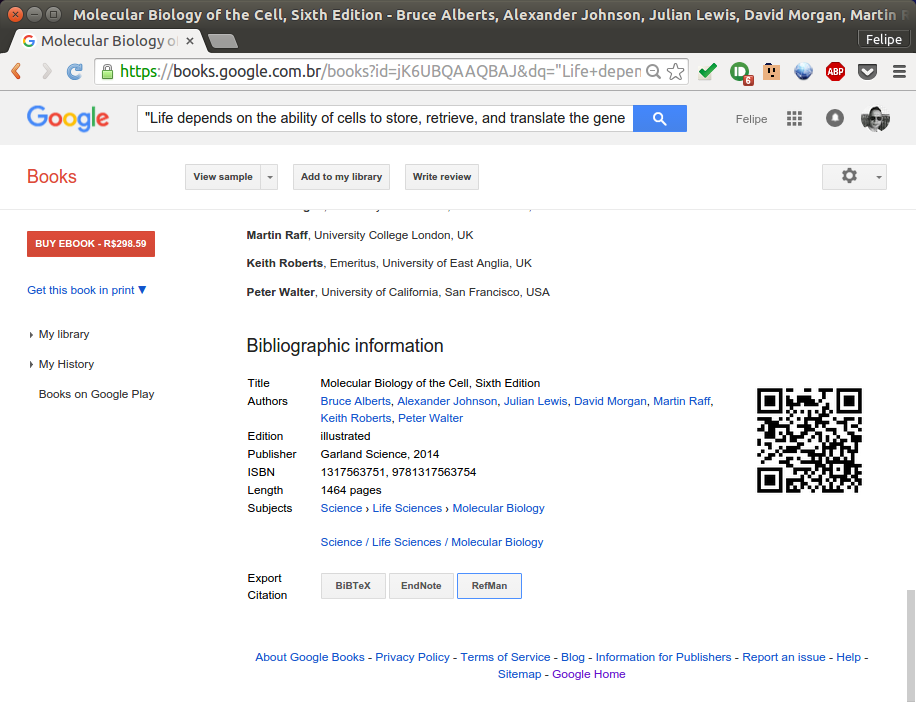 Molecular Biology of the Cell, Sixth Edition - Bruce Alberts, Alexander Johnson, Julian Lewis, David Morgan, Martin R
Molecular Biology o
Felipe
https://books.google.com.br/books?id=jK6UBQAAQBAJ&dq="Life+depen
6
ABP
Google
"Life depends on the ability of cells to store, retrieve, and translate the gene
Felipe
Books
View sample
Add to my library
Write review
BUY EBOOK - R$298.59
Get this book in print ▼
My library
My History
Books on Google Play
Martin Raff, University College London, UK
Keith Roberts, Emeritus, University of East Anglia, UK
Peter Walter, University of California, San Francisco, USA
Bibliographic information
Title Molecular Biology of the Cell, Sixth Edition
Authors Bruce Alberts, Alexander Johnson, Julian Lewis, David Morgan, Martin Raff,
Keith Roberts, Peter Walter
Edition illustrated
Publisher Garland Science, 2014
ISBN 1317563751, 9781317563754
Length 1464 pages
Subjects Science › Life Sciences › Molecular Biology
Science / Life Sciences / Molecular Biology
Export
Citation
BiBTeX EndNote RefMan
About Google Books - Privacy Policy - Terms of Service - Blog - Information for Publishers - Report an issue - Help -
Sitemap - Google Home